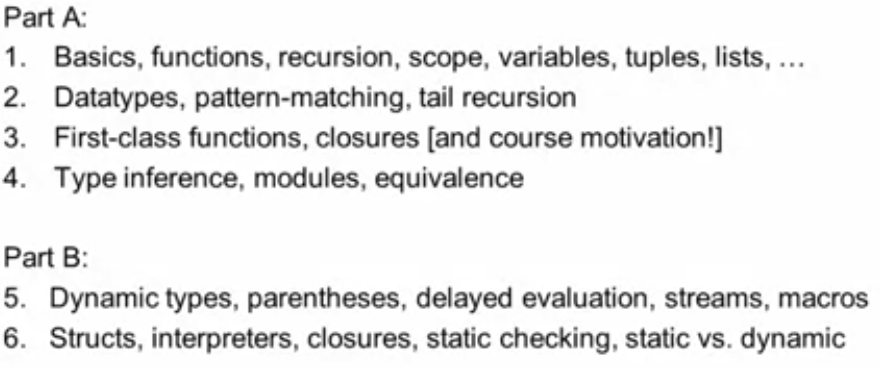 Part A:
1. Basics, functions, recursion, scope, variables, tuples, lists, …
2. Datatypes, pattern-matching, tail recursion
3. First-class functions, closures [and course motivation!]
4. Type inference, modules, equivalence
Part B:
5. Dynamic types, parentheses, delayed evaluation, streams, macros
6. Structs, interpreters, closures, static checking, static vs. dynamic